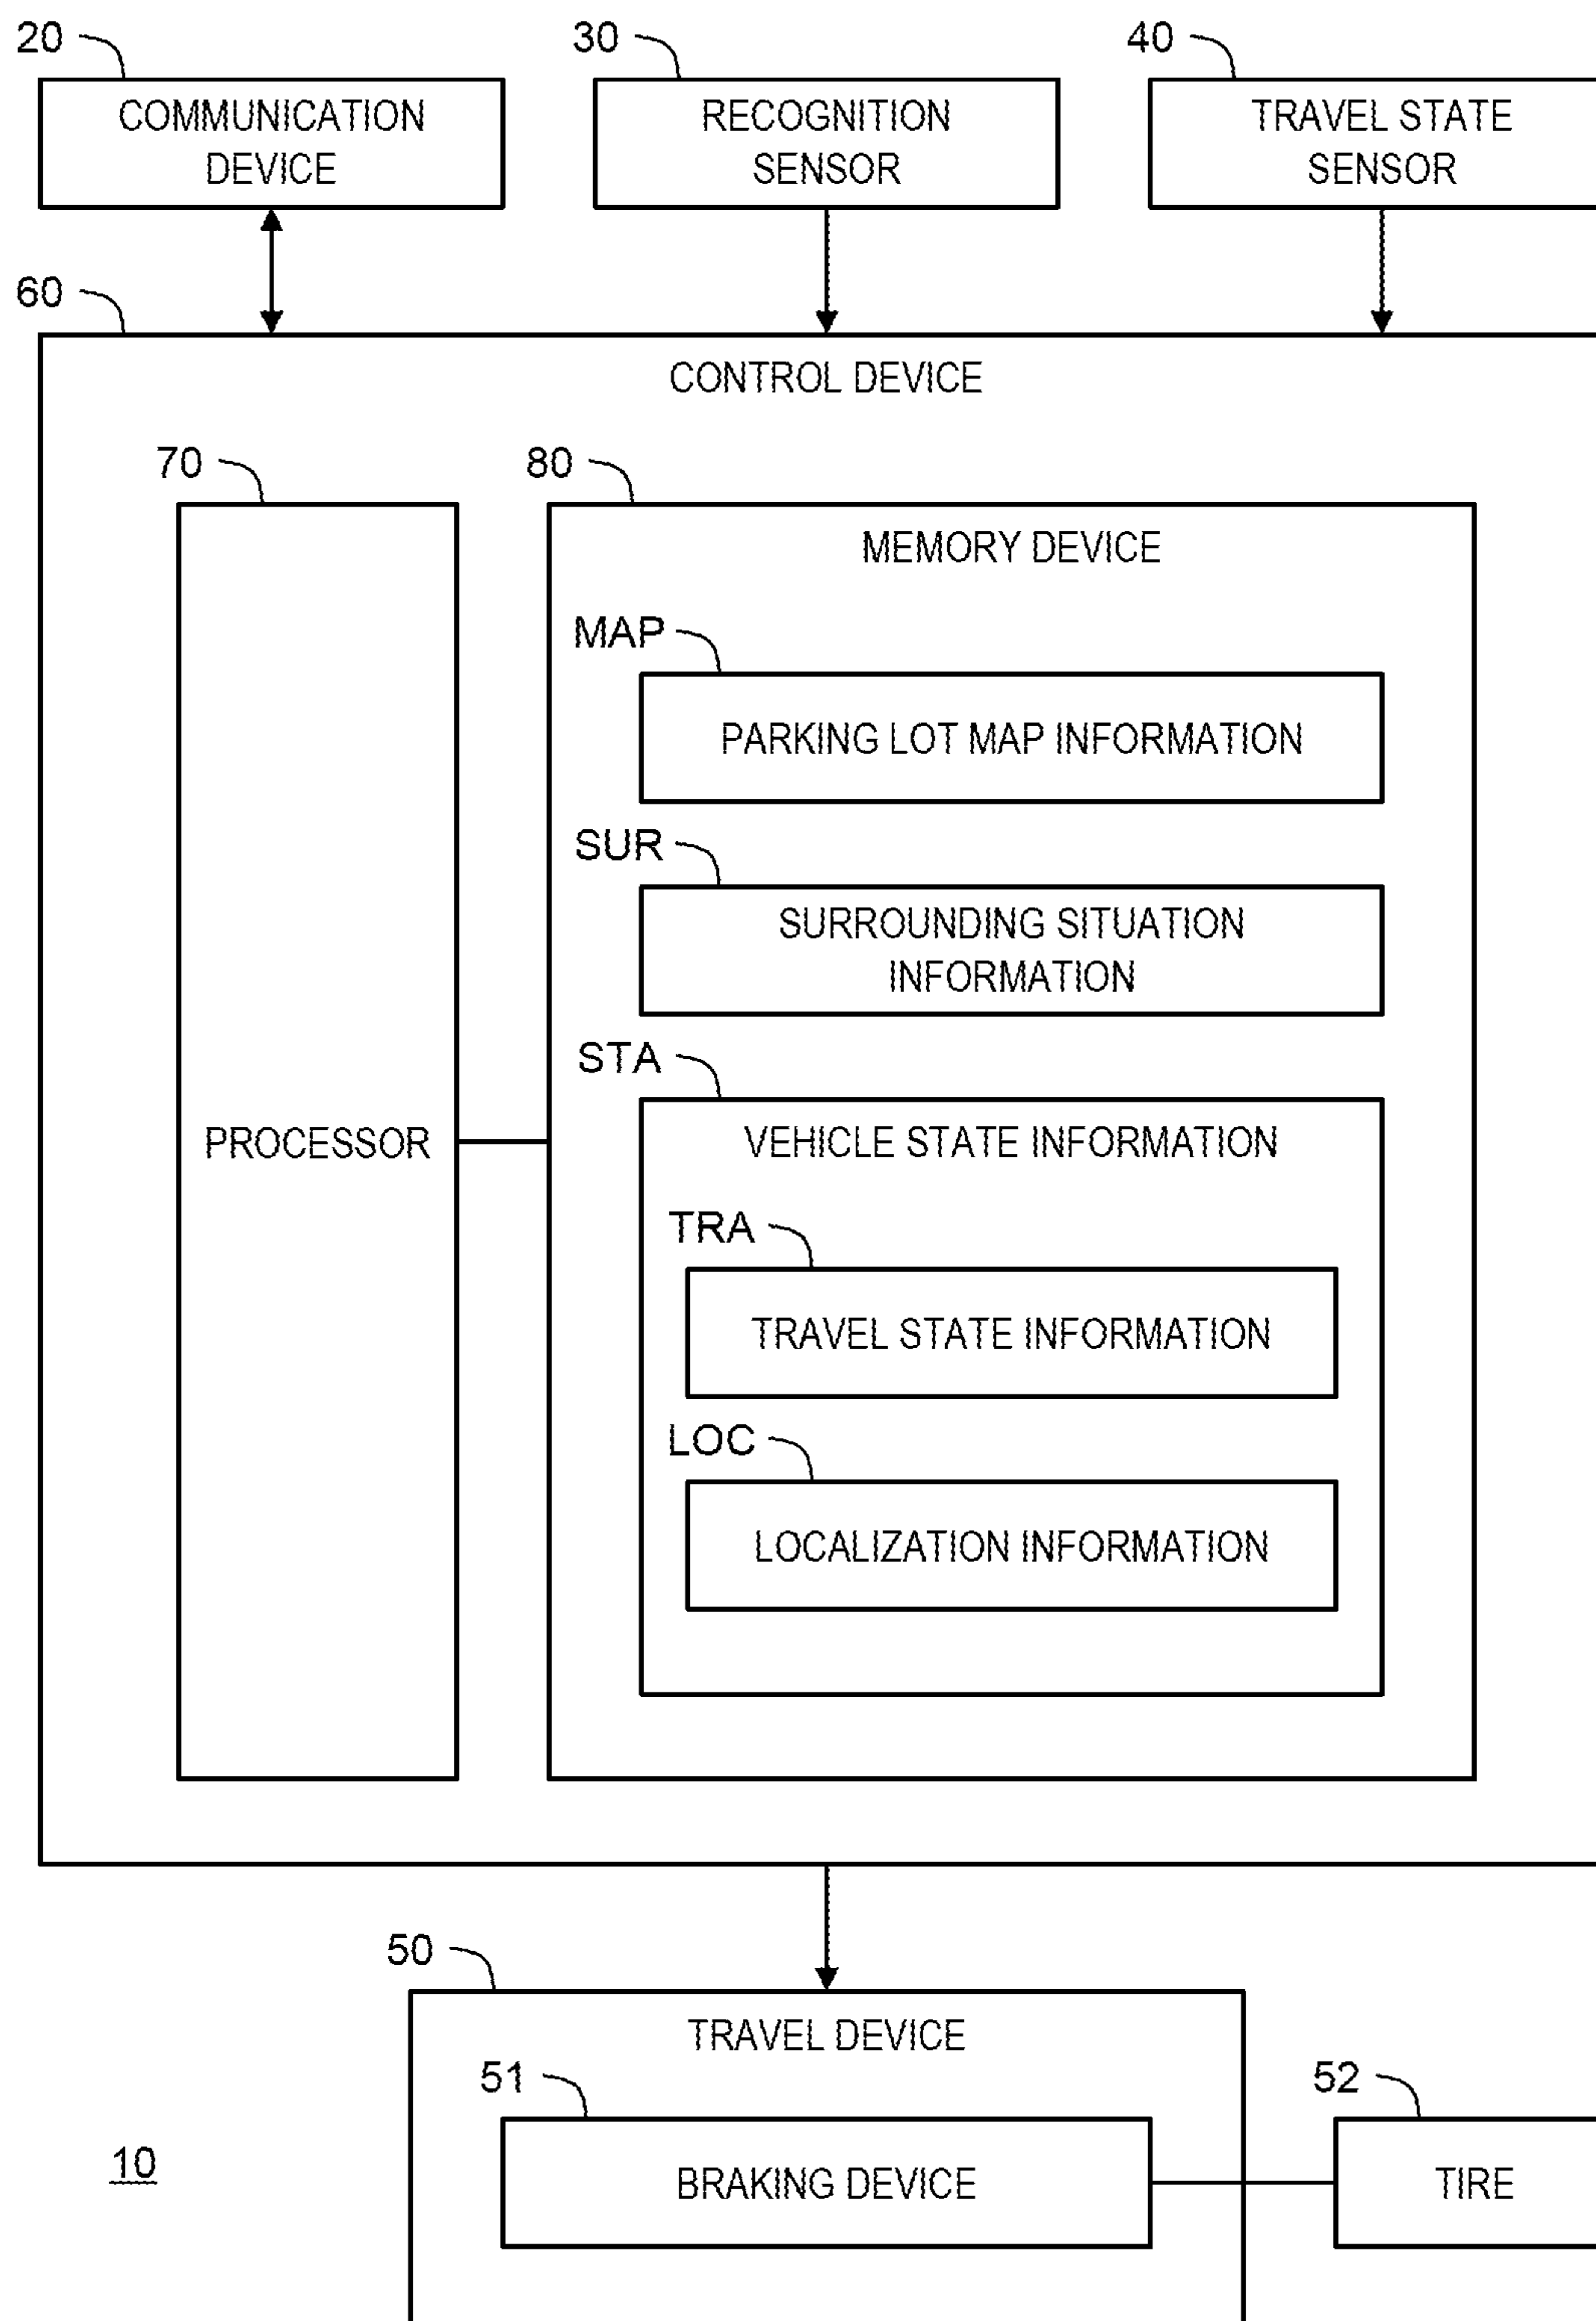 20
30
40
COMMUNICATION
DEVICE
RECOGNITION
SENSOR
TRAVEL STATE
SENSOR
60
CONTROL DEVICE
70
80
PROCESSOR
MEMORY DEVICE
MAP
PARKING LOT MAP INFORMATION
SUR
SURROUNDING SITUATION
INFORMATION
STA
VEHICLE STATE INFORMATION
TRA
TRAVEL STATE INFORMATION
LOC
LOCALIZATION INFORMATION
50
TRAVEL DEVICE
51
BRAKING DEVICE
52
TIRE
10